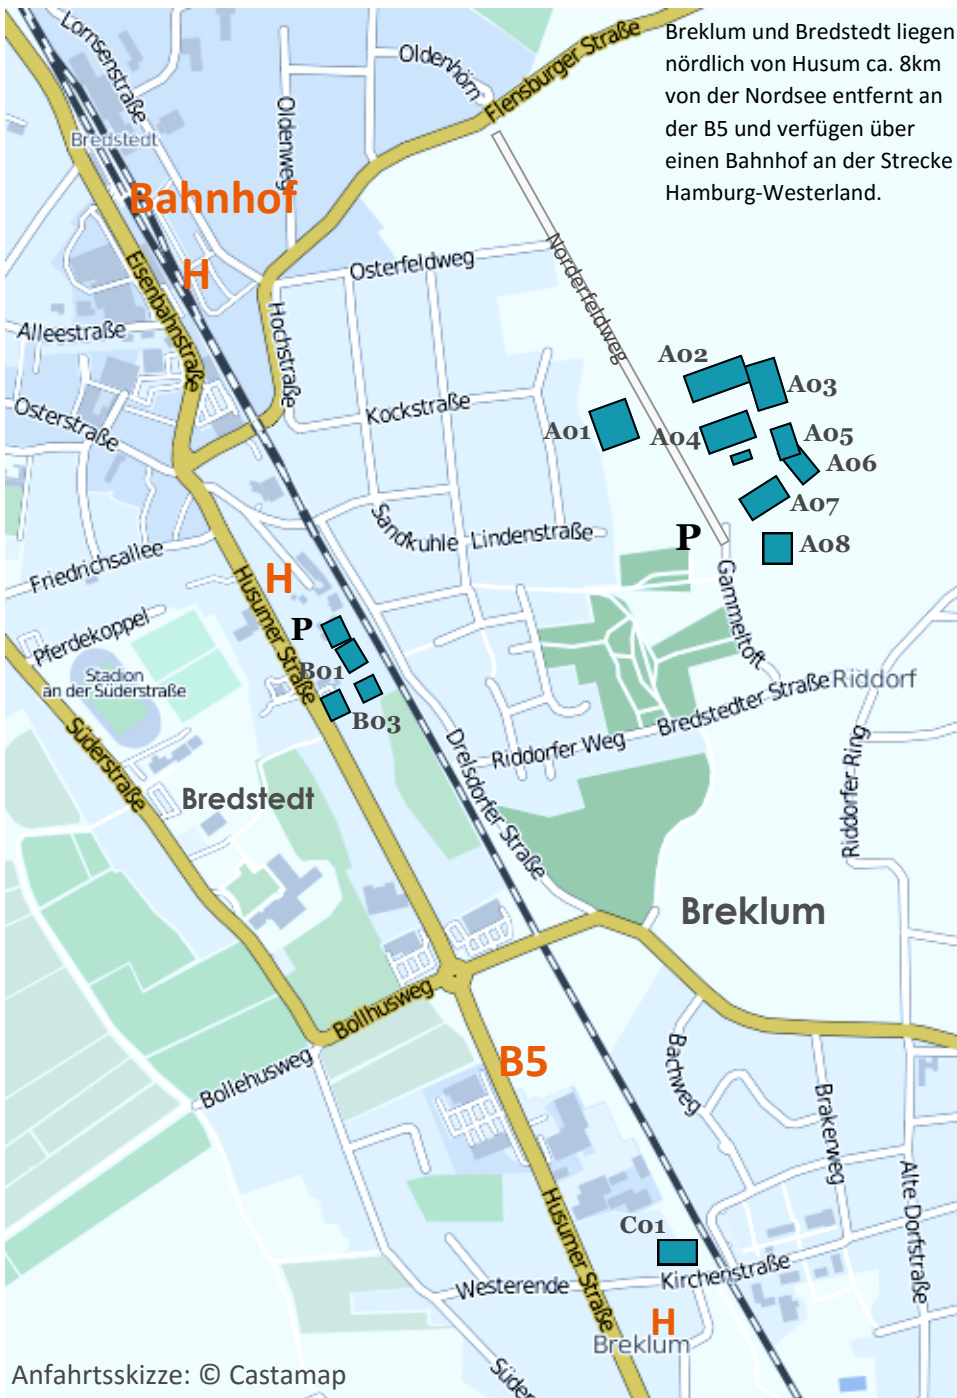 Breklum und Bredstedt liegen
nördlich von Husum ca. 8km
von der Nordsee entfernt an
der B5 und verfügen über
einen Bahnhof an der Strecke
Hamburg-Westerland.
Lornsenstraße
Oldenhörn
Flensburger Straße
Oldenweg
Bredstedt
Bahnhof
H
Eisenbahnstraße
Osterfeldweg
Norderfeldweg
Hochstraße
Alleestraße
A02
A03
Osterstraße
Kockstraße
A01
A04
A05
A06
A07
Sandkuhle
Lindenstraße
P
A08
Friedrichsallee
H
Husumer Straße
Gammeltoft
Pferdekoppel
P
B01
B03
Stadion
an der Süderstraße
Riddorf
Bredstedter Straße
Riddorfer Weg
Drelsdorfer Straße
Süderstraße
Riddorfer Ring
Bredstedt
Breklum
Bollhusweg
B5
Bollehusweg
Bachweg
Brakerweg
Alte Dorfstraße
Husumer Straße
C01
Kirchenstraße
Westerende
H
Breklum
Süder
Anfahrtsskizze: © Castamap